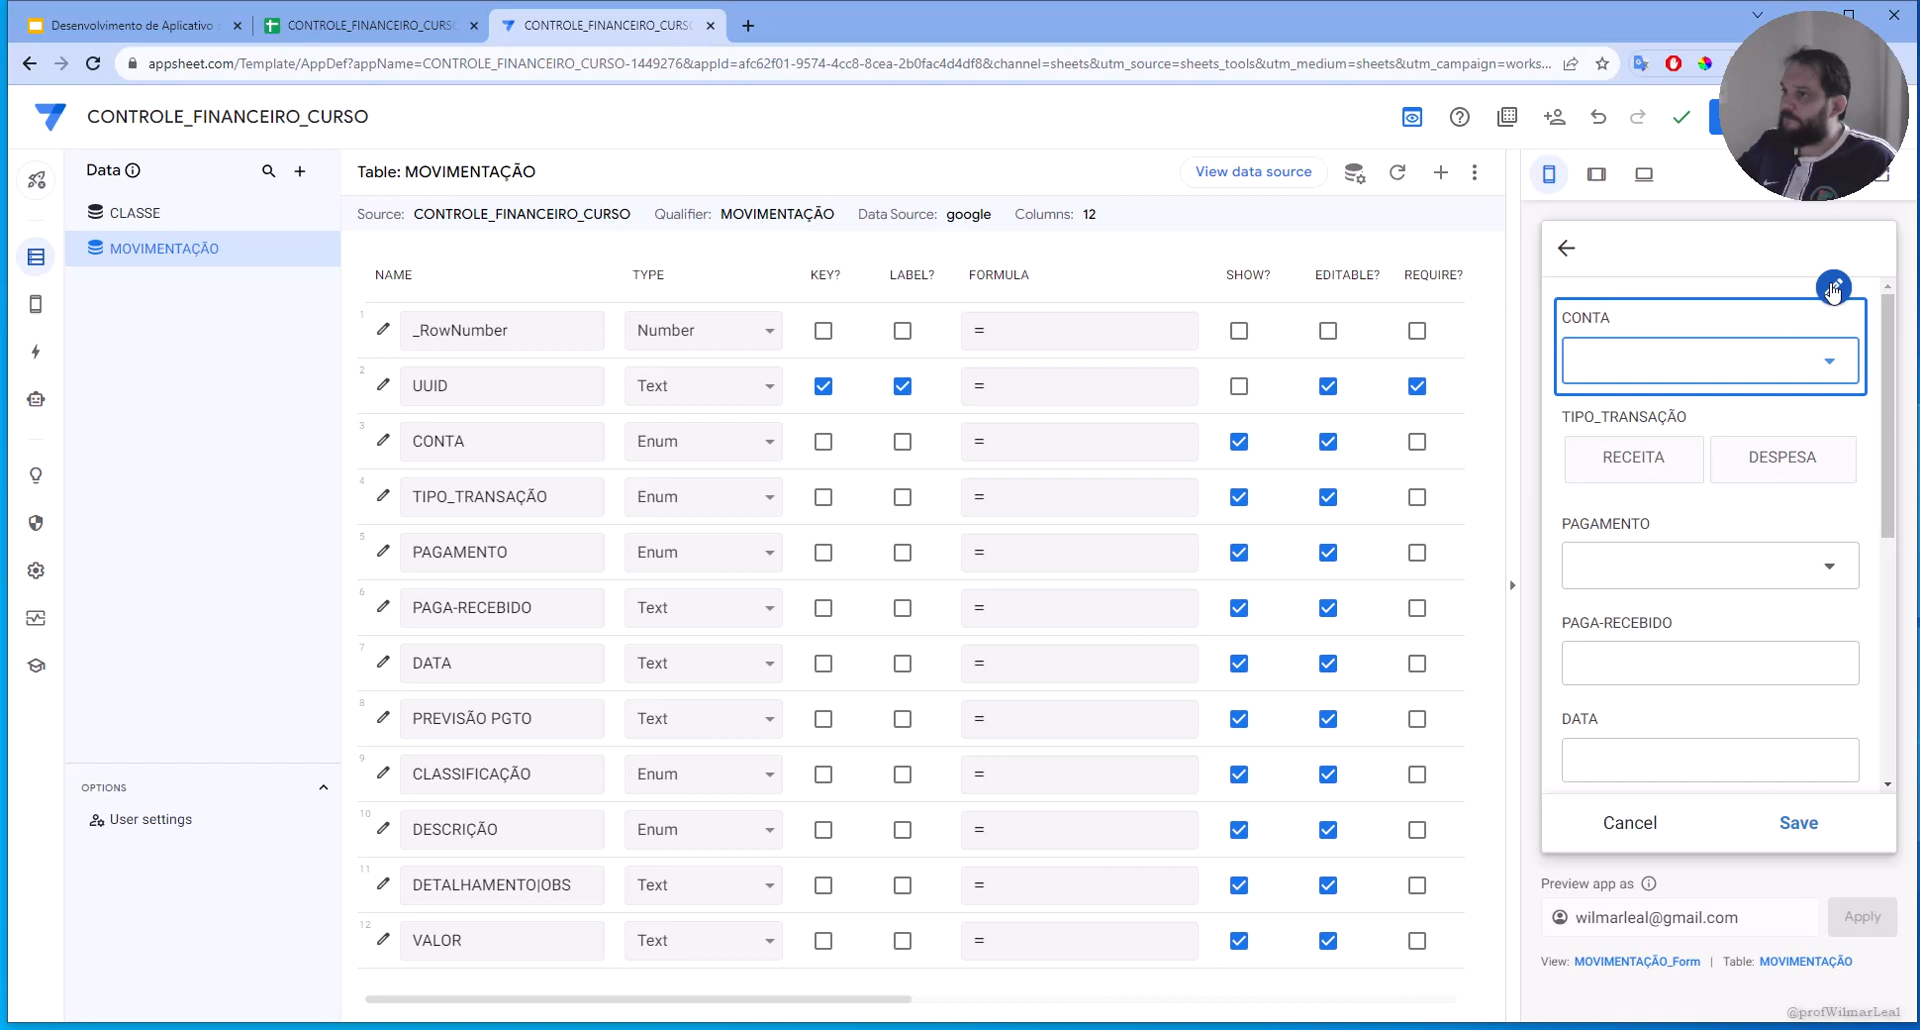 Desenvolvimento de Aplicativo
CONTROLE_FINANCEIRO_CURSO
CONTROLE_FINANCEIRO_CURSO
appsheet.com/Template/AppDef?appName=CONTROLE_FINANCEIRO_CURSO-1449276&appId=afc62f01-9574-4cc8-8cea-2b0fac4d4df8&channel=sheets&utm_source=sheets_tools&utm_medium=sheets&utm_campaign=works...
CONTROLE_FINANCEIRO_CURSO
Data
CLASSE
MOVIMENTAÇÃO
OPTIONS
User settings
Table: MOVIMENTAÇÃO
View data source
Source: CONTROLE_FINANCEIRO_CURSO Qualifier: MOVIMENTAÇÃO Data Source: google Columns: 12
NAME TYPE KEY? LABEL? FORMULA SHOW? EDITABLE? REQUIRE?
1 _RowNumber Number =
2 UUID Text =
3 CONTA Enum =
4 TIPO_TRANSAÇÃO Enum =
5 PAGAMENTO Enum =
6 PAGA-RECEBIDO Text =
7 DATA Text =
8 PREVISÃO PGTO Text =
9 CLASSIFICAÇÃO Enum =
10 DESCRIÇÃO Enum =
11 DETALHAMENTO|OBS Text =
12 VALOR Text =
CONTA
TIPO_TRANSAÇÃO
RECEITA DESPESA
PAGAMENTO
PAGA-RECEBIDO
DATA
Cancel Save
Preview app as
wilmarleal@gmail.com Apply
View: MOVIMENTAÇÃO_Form | Table: MOVIMENTAÇÃO
@profWilmarLeal